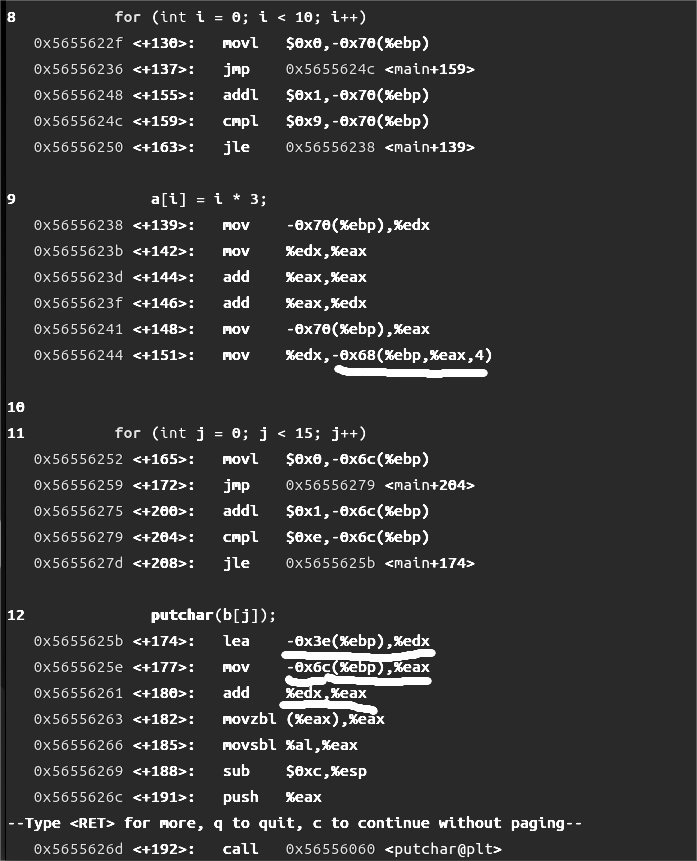 8 for (int i = 0; i < 10; i++)
0x5655622f <+130>: movl $0x0,-0x70(%ebp)
0x56556236 <+137>: jmp 0x5655624c <main+159>
0x56556248 <+155>: addl $0x1,-0x70(%ebp)
0x5655624c <+159>: cmpl $0x9,-0x70(%ebp)
0x56556250 <+163>: jle 0x56556238 <main+139>
9 a[i] = i * 3;
0x56556238 <+139>: mov -0x70(%ebp),%edx
0x5655623b <+142>: mov %edx,%eax
0x5655623d <+144>: add %eax,%eax
0x5655623f <+146>: add %eax,%edx
0x56556241 <+148>: mov -0x70(%ebp),%eax
0x56556244 <+151>: mov %edx,-0x68(%ebp,%eax,4)
10
11 for (int j = 0; j < 15; j++)
0x56556252 <+165>: movl $0x0,-0x6c(%ebp)
0x56556259 <+172>: jmp 0x56556279 <main+204>
0x56556275 <+200>: addl $0x1,-0x6c(%ebp)
0x56556279 <+204>: cmpl $0xe,-0x6c(%ebp)
0x5655627d <+208>: jle 0x5655625b <main+174>
12 putchar(b[j]);
0x5655625b <+174>: lea -0x3e(%ebp),%edx
0x5655625e <+177>: mov -0x6c(%ebp),%eax
0x56556261 <+180>: add %edx,%eax
0x56556263 <+182>: movzbl (%eax),%eax
0x56556266 <+185>: movsbl %al,%eax
0x56556269 <+188>: sub $0xc,%esp
0x5655626c <+191>: push %eax
--Type <RET> for more, q to quit, c to continue without paging--
0x5655626d <+192>: call 0x56556060 <putchar@plt>